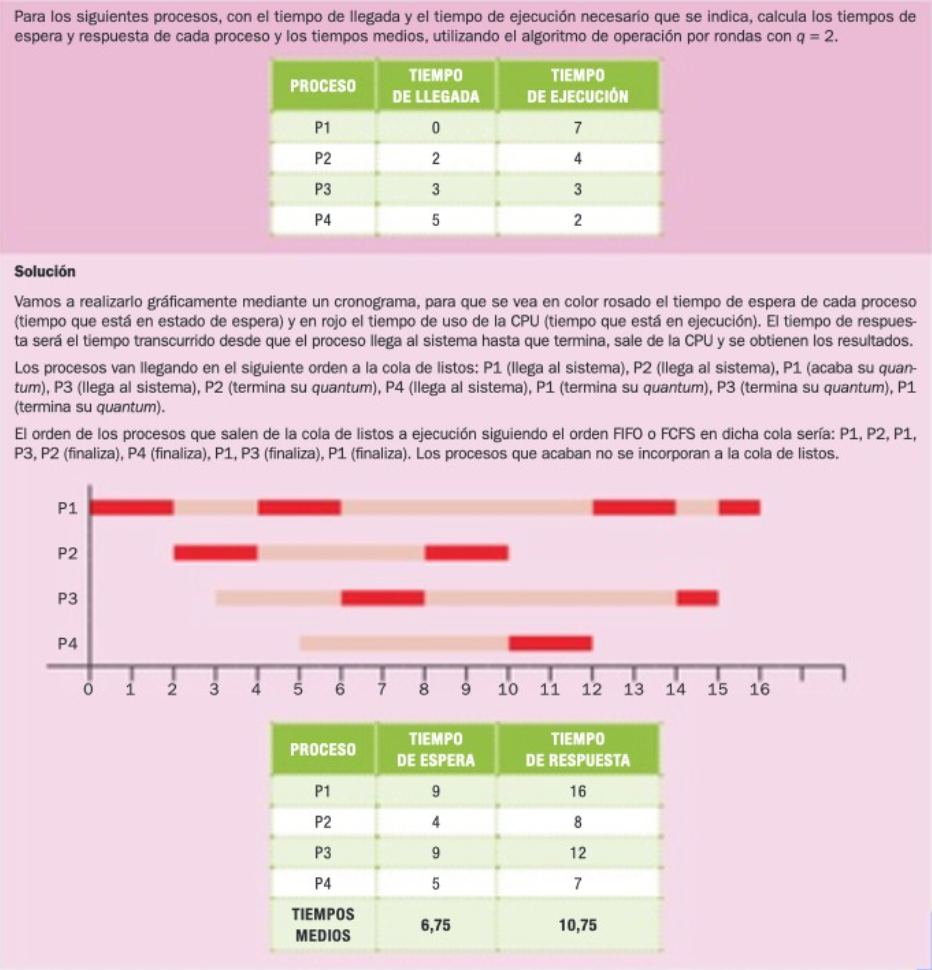 Para los siguientes procesos, con el tiempo de llegada y el tiempo de ejecución necesario que se indica, calcula los tiempos de
espera y respuesta de cada proceso y los tiempos medios, utilizando el algoritmo de operación por rondas con q = 2.
PROCESO TIEMPO DE LLEGADA TIEMPO DE EJECUCIÓN
P1 0 7
P2 2 4
P3 3 3
P4 5 2
Solución
Vamos a realizarlo gráficamente mediante un cronograma, para que se vea en color rosado el tiempo de espera de cada proceso
(tiempo que está en estado de espera) y en rojo el tiempo de uso de la CPU (tiempo que está en ejecución). El tiempo de respues-
ta será el tiempo transcurrido desde que el proceso llega al sistema hasta que termina, sale de la CPU y se obtienen los resultados.
Los procesos van llegando en el siguiente orden a la cola de listos: P1 (llega al sistema), P2 (llega al sistema), P1 (acaba su quan-
tum), P3 (llega al sistema), P2 (termina su quantum), P4 (llega al sistema), P1 (termina su quantum), P3 (termina su quantum), P1
(termina su quantum).
El orden de los procesos que salen de la cola de listos a ejecución siguiendo el orden FIFO o FCFS en dicha cola sería: P1, P2, P1,
P3, P2 (finaliza), P4 (finaliza), P1, P3 (finaliza), P1 (finaliza). Los procesos que acaban no se incorporan a la cola de listos.
P1
P2
P3
P4
0 1 2 3 4 5 6 7 8 9 10 11 12 13 14 15 16
PROCESO TIEMPO DE ESPERA TIEMPO DE RESPUESTA
P1 9 16
P2 4 8
P3 9 12
P4 5 7
TIEMPOS MEDIOS 6,75 10,75